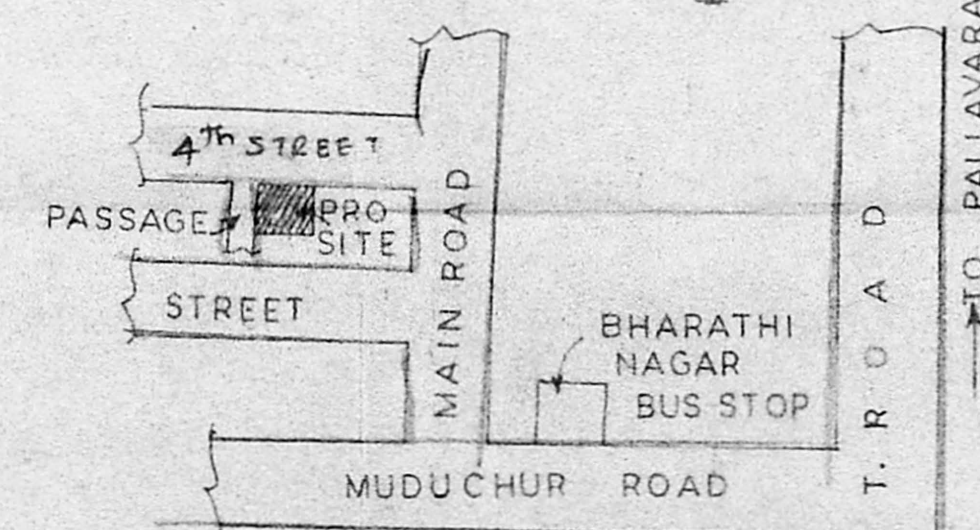 4th STREET
PASSAGE
PRO
SITE
STREET
MAIN ROAD
BHARATHI
NAGAR
BUS STOP
MUDUCHUR ROAD
T. ROAD
TO PALLAVARA